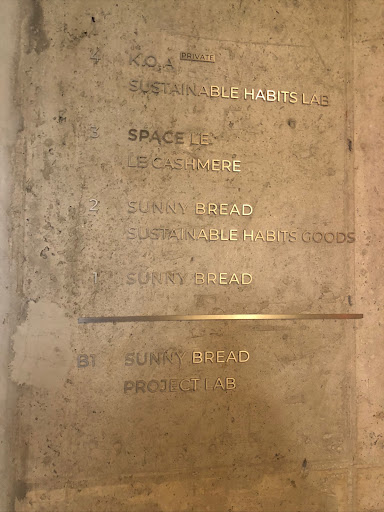 4 K.O.A PRIVATE
SUSTAINABLE HABITS LAB
3 SPACE LE
LE CASHMERE
2 SUNNY BREAD
SUSTAINABLE HABITS GOODS
1 SUNNY BREAD
B1 SUNNY BREAD
PROJECT LAB